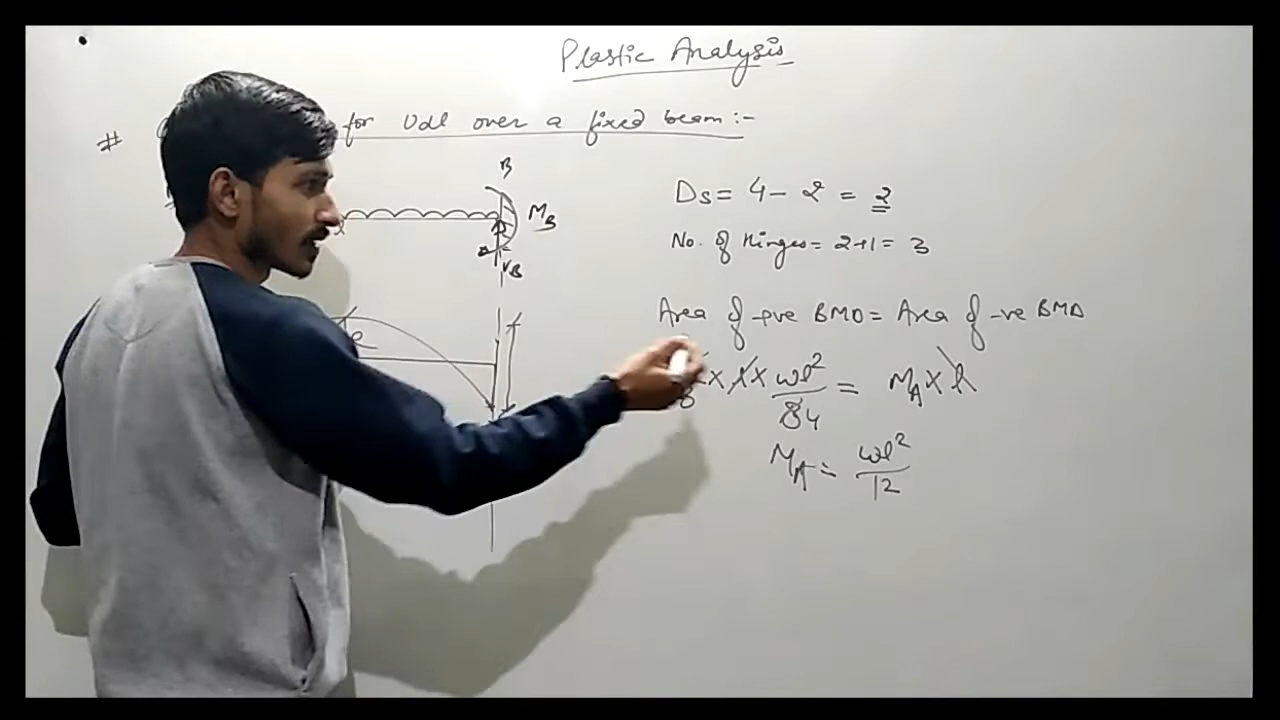 Plastic Analysis
# for Udl over a fixed beam :-
B
M_B
V_B
Ds = 4 - 2 = 2
No. of Hinges = 2+1 = 3
Area of +ve BMD = Area of -ve BMD
x l x wl²/84 = M_A x l
M_A = wl²/12